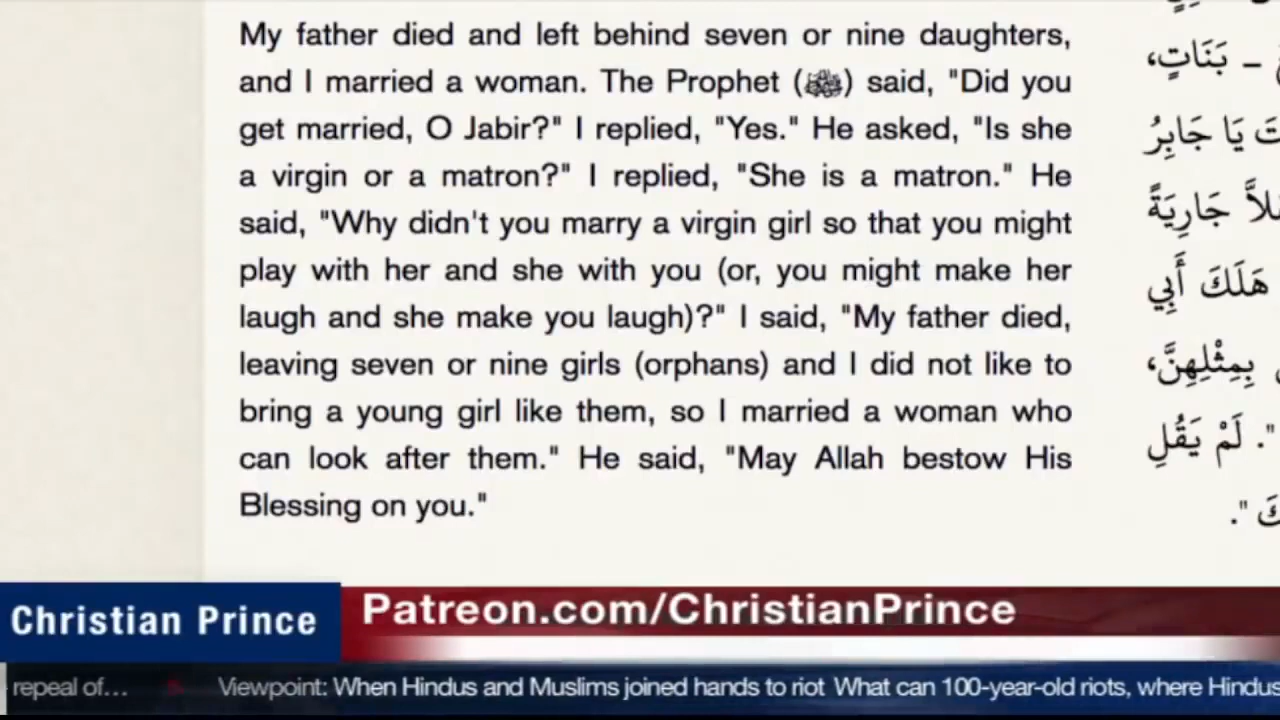 My father died and left behind seven or nine daughters,
and I married a woman. The Prophet (ﷺ) said, "Did you
get married, O Jabir?" I replied, "Yes." He asked, "Is she
a virgin or a matron?" I replied, "She is a matron." He
said, "Why didn't you marry a virgin girl so that you might
play with her and she with you (or, you might make her
laugh and she make you laugh)?" I said, "My father died,
leaving seven or nine girls (orphans) and I did not like to
bring a young girl like them, so I married a woman who
can look after them." He said, "May Allah bestow His
Blessing on you."
ـ بَنَاتٍ،
يَا جَابِرُ
جَارِيَةً
هَلَكَ أَبِي
بِمِثْلِهِنَّ،
". لَمْ يَقُلِ
Christian Prince
Patreon.com/ChristianPrince
repeal of... Viewpoint: When Hindus and Muslims joined hands to riot What can 100-year-old riots, where Hindus